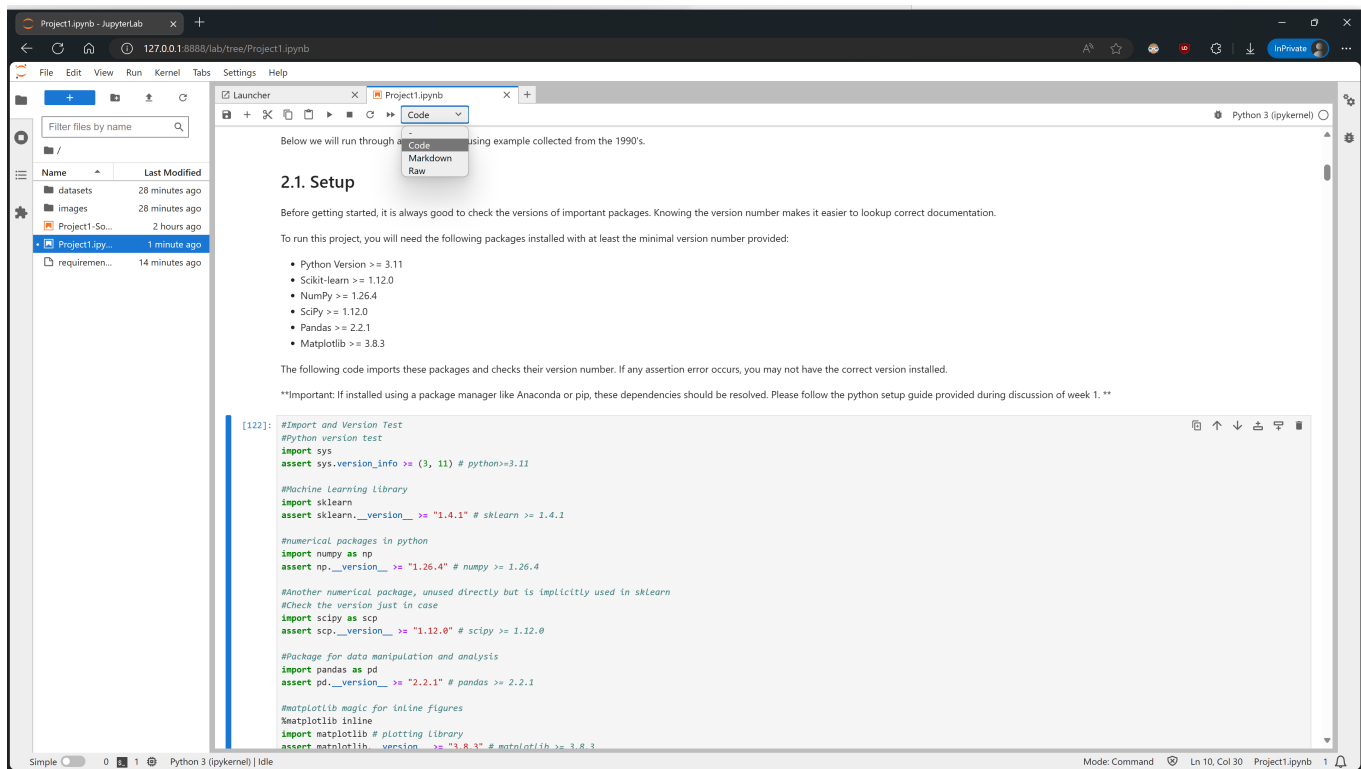 Project1.ipynb - JupyterLab
127.0.0.1:8888/lab/tree/Project1.ipynb
InPrivate
File Edit View Run Kernel Tabs Settings Help
Filter files by name
/
Name Last Modified
datasets 28 minutes ago
images 28 minutes ago
Project1-So... 2 hours ago
Project1.ipy... 1 minute ago
requiremen... 14 minutes ago
Launcher
Project1.ipynb
Code
Python 3 (ipykernel)
-
Code
Markdown
Raw
Below we will run through a using example collected from the 1990's.
2.1. Setup
Before getting started, it is always good to check the versions of important packages. Knowing the version number makes it easier to lookup correct documentation.
To run this project, you will need the following packages installed with at least the minimal version number provided:
• Python Version >= 3.11
• Scikit-learn >= 1.12.0
• NumPy >= 1.26.4
• SciPy >= 1.12.0
• Pandas >= 2.2.1
• Matplotlib >= 3.8.3
The following code imports these packages and checks their version number. If any assertion error occurs, you may not have the correct version installed.
**Important: If installed using a package manager like Anaconda or pip, these dependencies should be resolved. Please follow the python setup guide provided during discussion of week 1. **
[122]: #Import and Version Test
#Python version test
import sys
assert sys.version_info >= (3, 11) # python>=3.11
#Machine learning library
import sklearn
assert sklearn.__version__ >= "1.4.1" # sklearn >= 1.4.1
#numerical packages in python
import numpy as np
assert np.__version__ >= "1.26.4" # numpy >= 1.26.4
#Another numerical package, unused directly but is implicitly used in sklearn
#Check the version just in case
import scipy as scp
assert scp.__version__ >= "1.12.0" # scipy >= 1.12.0
#Package for data manipulation and analysis
import pandas as pd
assert pd.__version__ >= "2.2.1" # pandas >= 2.2.1
#matplotlib magic for inline figures
%matplotlib inline
import matplotlib # plotting library
assert matplotlib.__version__ >= "3.8.3" # matplotlib >= 3.8.3
Simple 0 1 Python 3 (ipykernel) | Idle
Mode: Command Ln 10, Col 30 Project1.ipynb 1